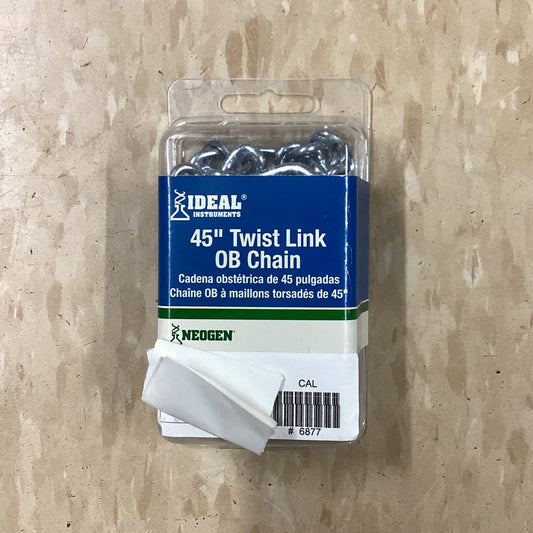 IDEAL®
INSTRUMENTS
45" Twist Link
OB Chain
Cadena obstétrica de 45 pulgadas
Chaîne OB à maillons torsadés de 45"
NEOGEN
CAL
# 6877